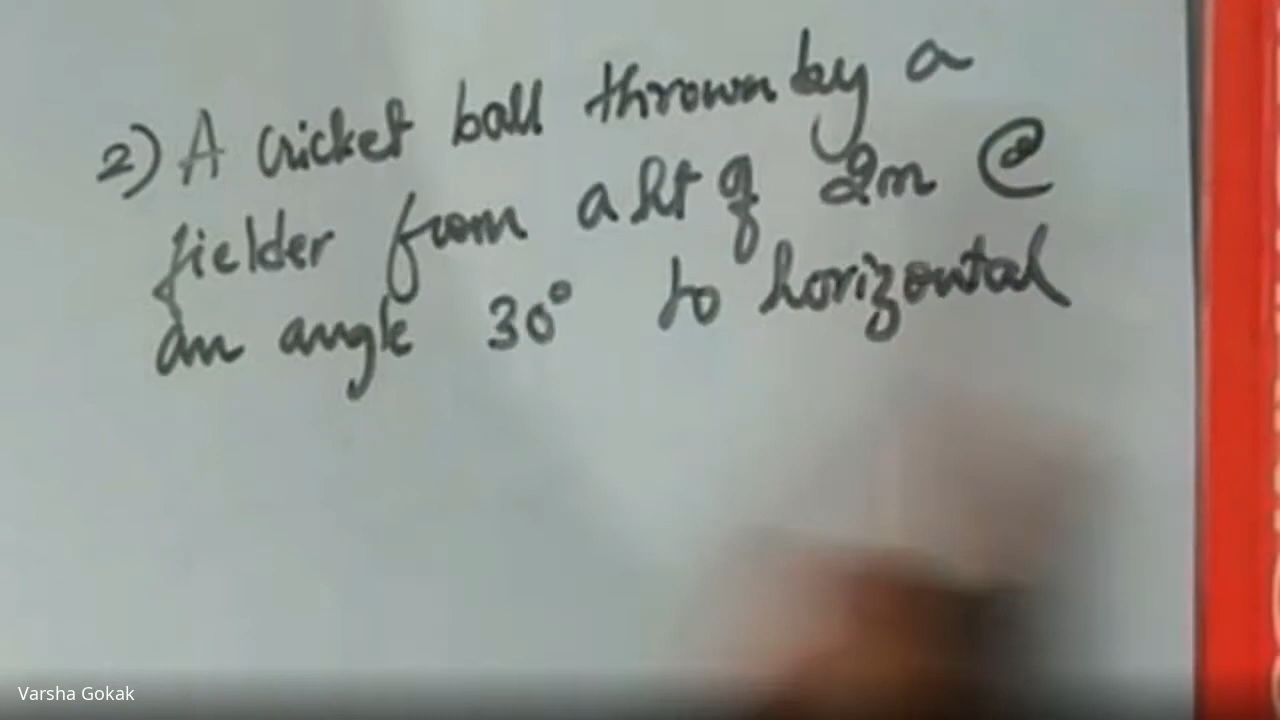 2) A cricket ball thrown by a
fielder from a ht of 2m @
an angle 30° to horizontal
Varsha Gokak